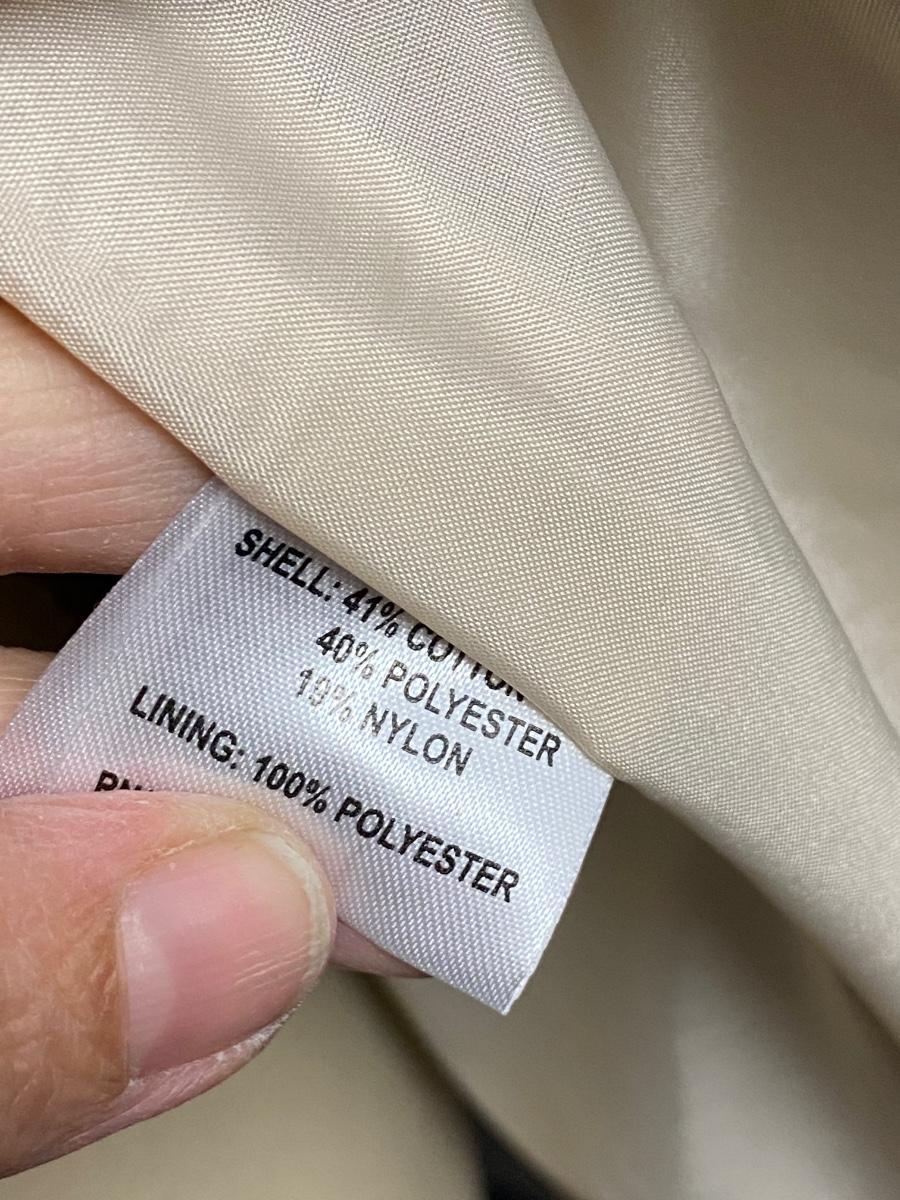 SHELL: 41% COTTON
40% POLYESTER
19% NYLON
LINING: 100% POLYESTER